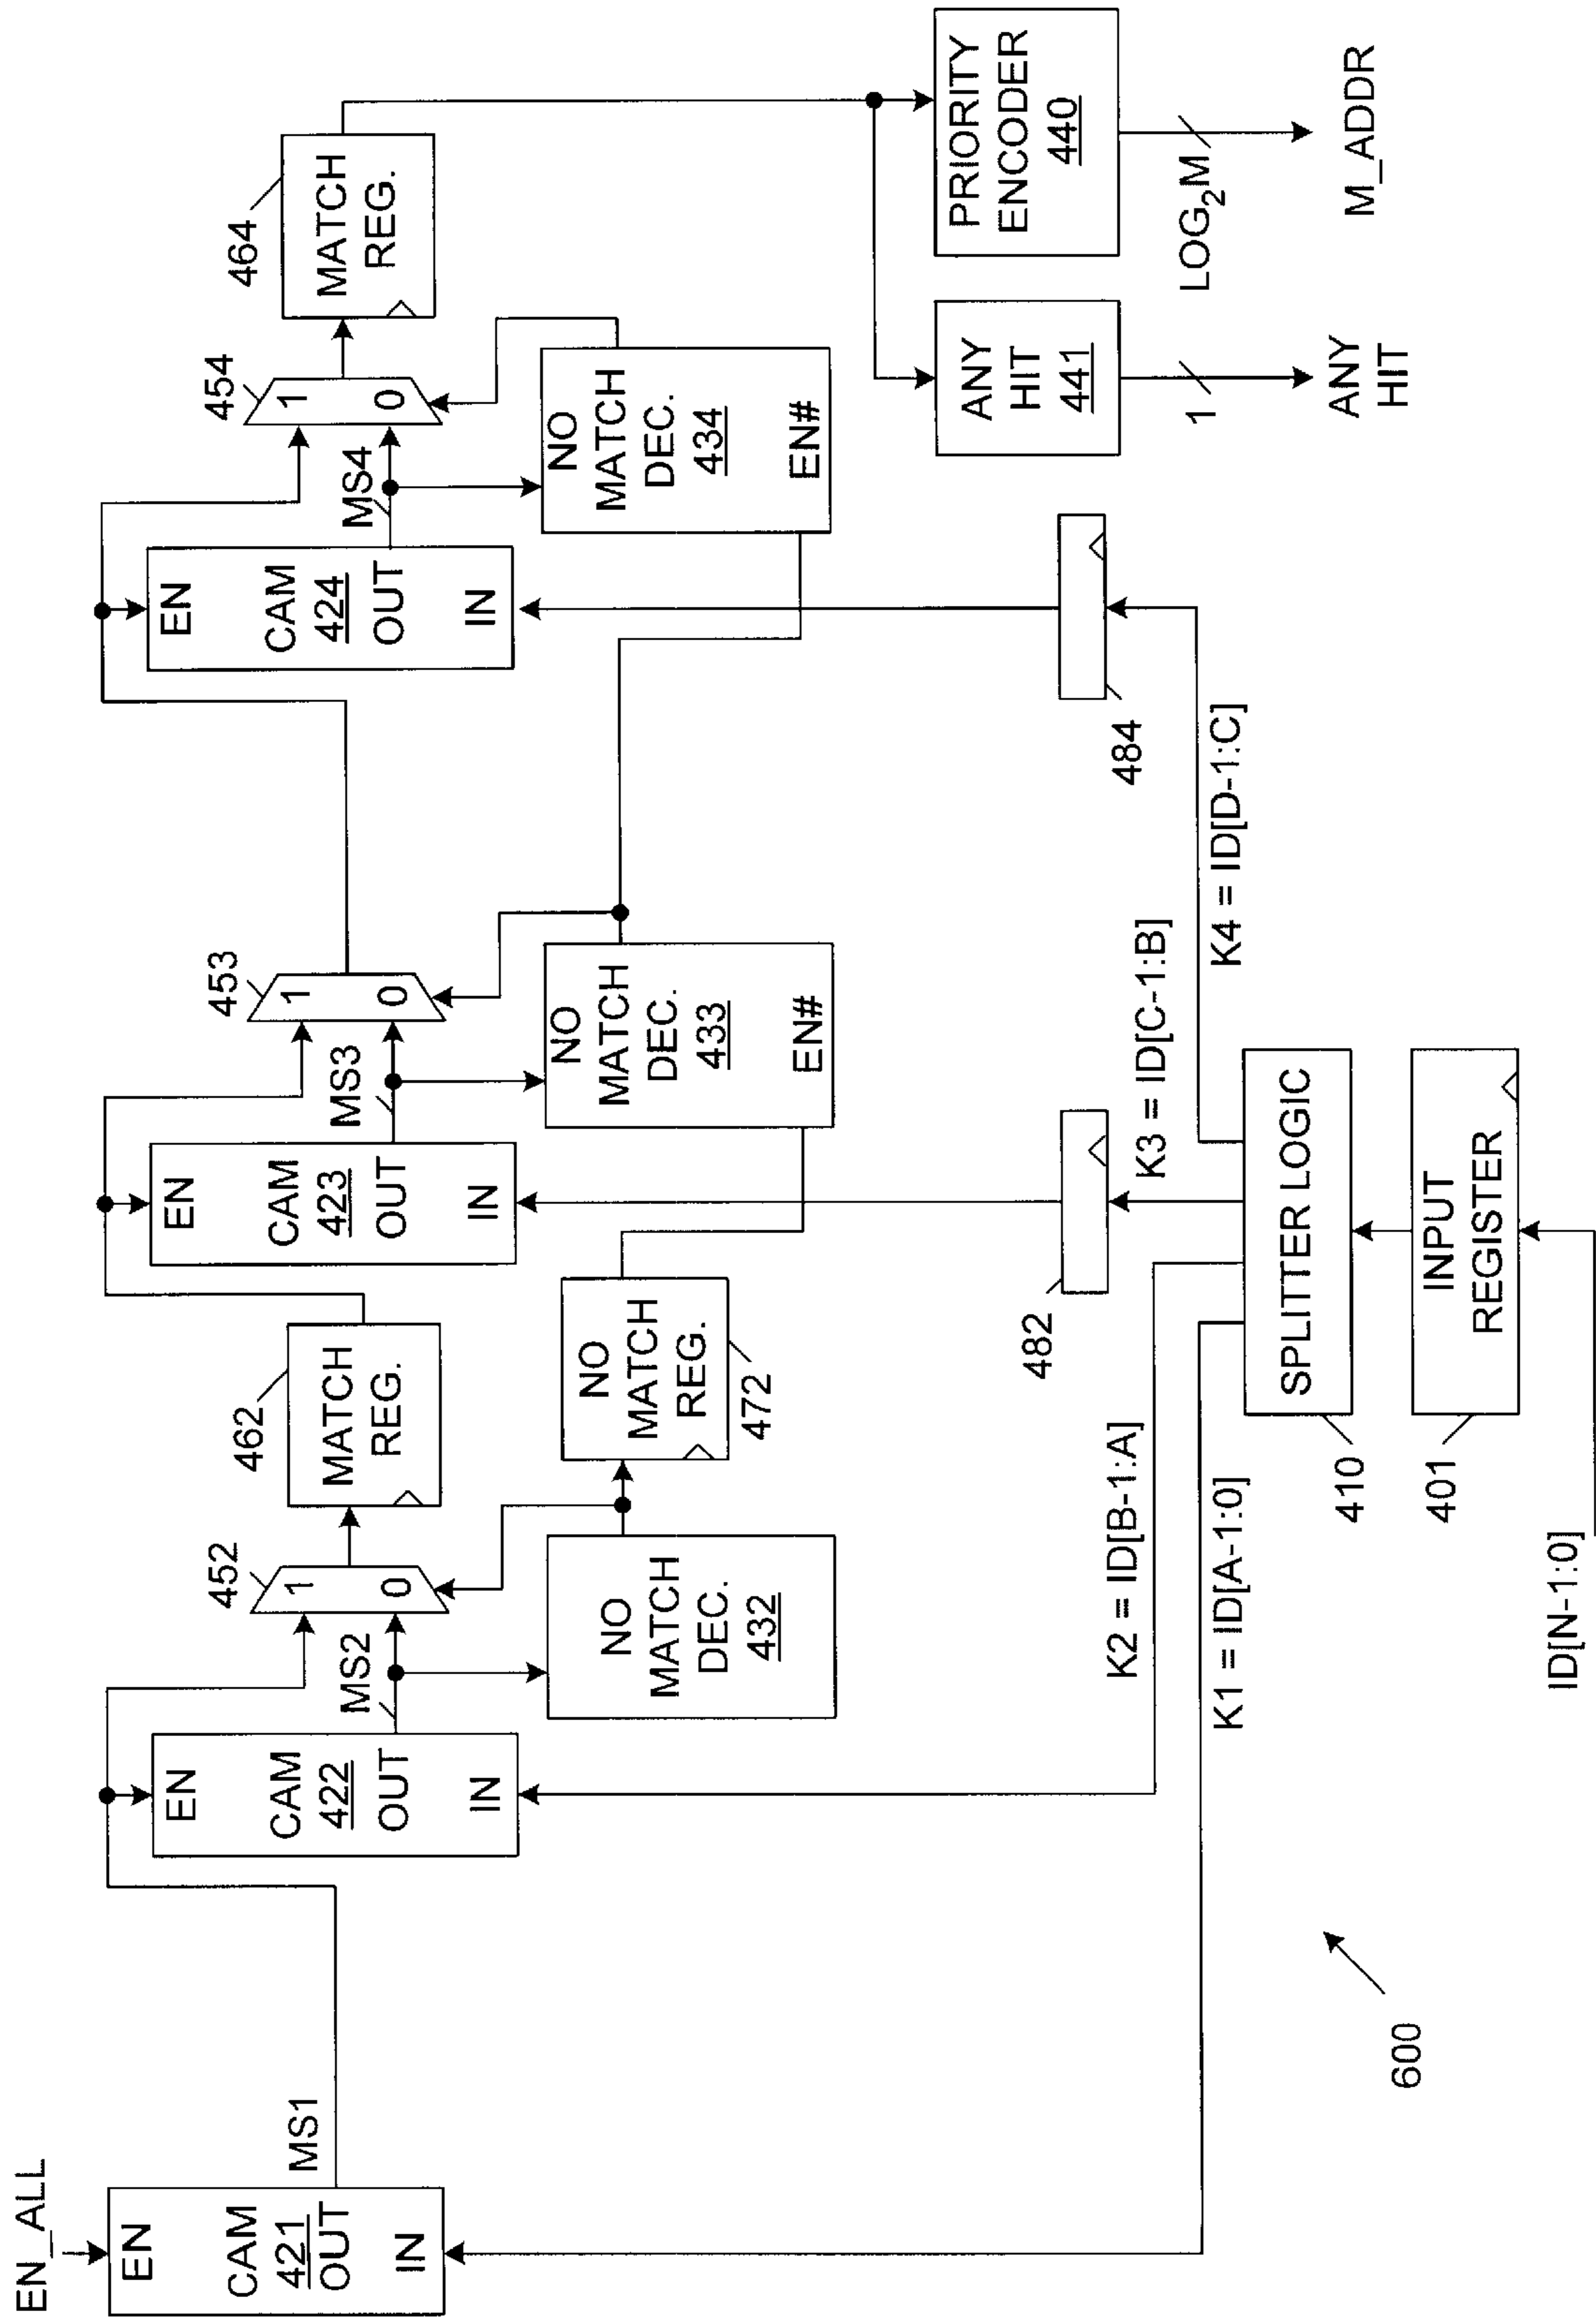 EN_ALL
EN
CAM
421
OUT
IN
MS1
EN
CAM
422
OUT
IN
MS2
452
1
0
NO
MATCH
DEC.
432
462
MATCH
REG.
NO
MATCH
REG.
472
EN
CAM
423
OUT
IN
MS3
453
1
0
NO
MATCH
DEC.
433
EN#
EN
CAM
424
OUT
IN
MS4
454
1
0
NO
MATCH
DEC.
434
EN#
464
MATCH
REG.
ANY
HIT
441
1
ANY
HIT
PRIORITY
ENCODER
440
LOG2M
M_ADDR
482
484
K1 = ID[A-1:0]
K2 = ID[B-1:A]
K3 = ID[C-1:B]
K4 = ID[D-1:C]
SPLITTER LOGIC
410
INPUT
REGISTER
401
ID[N-1:0]
600